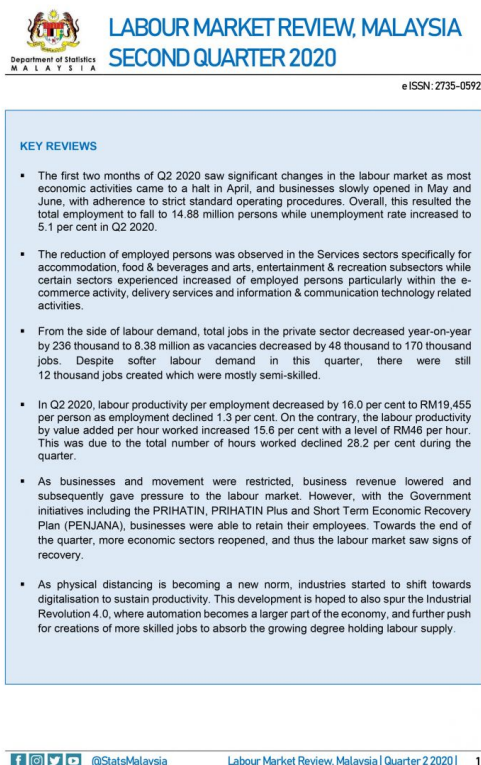 LABOUR MARKET REVIEW, MALAYSIA
SECOND QUARTER 2020
Department of Statistics
MALAYSIA
e ISSN: 2735-0592
KEY REVIEWS
▪ The first two months of Q2 2020 saw significant changes in the labour market as most
economic activities came to a halt in April, and businesses slowly opened in May and
June, with adherence to strict standard operating procedures. Overall, this resulted the
total employment to fall to 14.88 million persons while unemployment rate increased to
5.1 per cent in Q2 2020.
▪ The reduction of employed persons was observed in the Services sectors specifically for
accommodation, food & beverages and arts, entertainment & recreation subsectors while
certain sectors experienced increased of employed persons particularly within the e-
commerce activity, delivery services and information & communication technology related
activities.
▪ From the side of labour demand, total jobs in the private sector decreased year-on-year
by 236 thousand to 8.38 million as vacancies decreased by 48 thousand to 170 thousand
jobs. Despite softer labour demand in this quarter, there were still
12 thousand jobs created which were mostly semi-skilled.
▪ In Q2 2020, labour productivity per employment decreased by 16.0 per cent to RM19,455
per person as employment declined 1.3 per cent. On the contrary, the labour productivity
by value added per hour worked increased 15.6 per cent with a level of RM46 per hour.
This was due to the total number of hours worked declined 28.2 per cent during the
quarter.
▪ As businesses and movement were restricted, business revenue lowered and
subsequently gave pressure to the labour market. However, with the Government
initiatives including the PRIHATIN, PRIHATIN Plus and Short Term Economic Recovery
Plan (PENJANA), businesses were able to retain their employees. Towards the end of
the quarter, more economic sectors reopened, and thus the labour market saw signs of
recovery.
▪ As physical distancing is becoming a new norm, industries started to shift towards
digitalisation to sustain productivity. This development is hoped to also spur the Industrial
Revolution 4.0, where automation becomes a larger part of the economy, and further push
for creations of more skilled jobs to absorb the growing degree holding labour supply.
@StatsMalaysia Labour Market Review, Malaysia | Quarter 2 2020 | 1